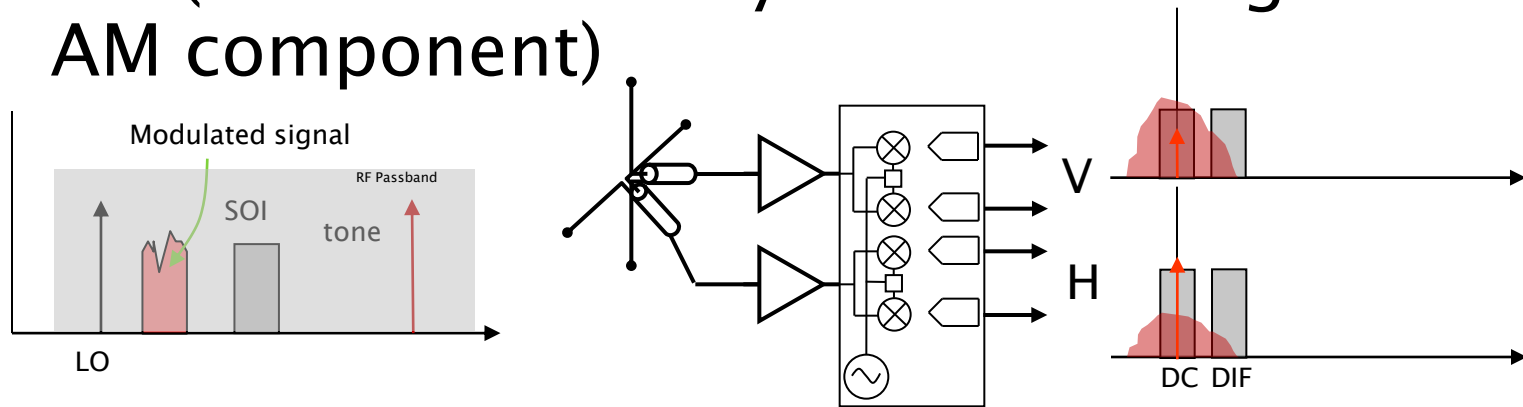 AM component)
Modulated signal
RF Passband
SOI
tone
LO
V
H
DC DIF